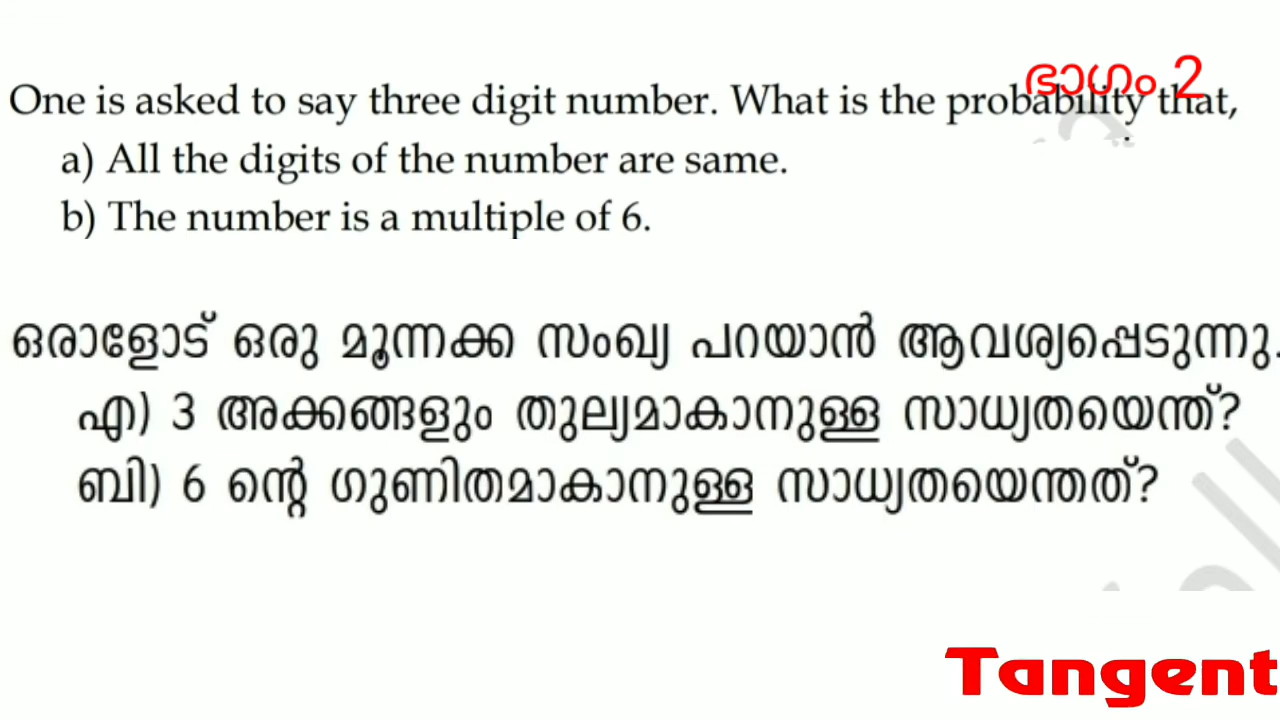 ഭാഗം 2
One is asked to say three digit number. What is the probability that,
a) All the digits of the number are same.
b) The number is a multiple of 6.
ഒരാളോട് ഒരു മൂന്നക്ക സംഖ്യ പറയാൻ ആവശ്യപ്പെടുന്നു.
എ) 3 അക്കങ്ങളും തുല്യമാകാനുള്ള സാധ്യതയെന്ത്?
ബി) 6 ന്റെ ഗുണിതമാകാനുള്ള സാധ്യതയെന്തത്?
Tangent